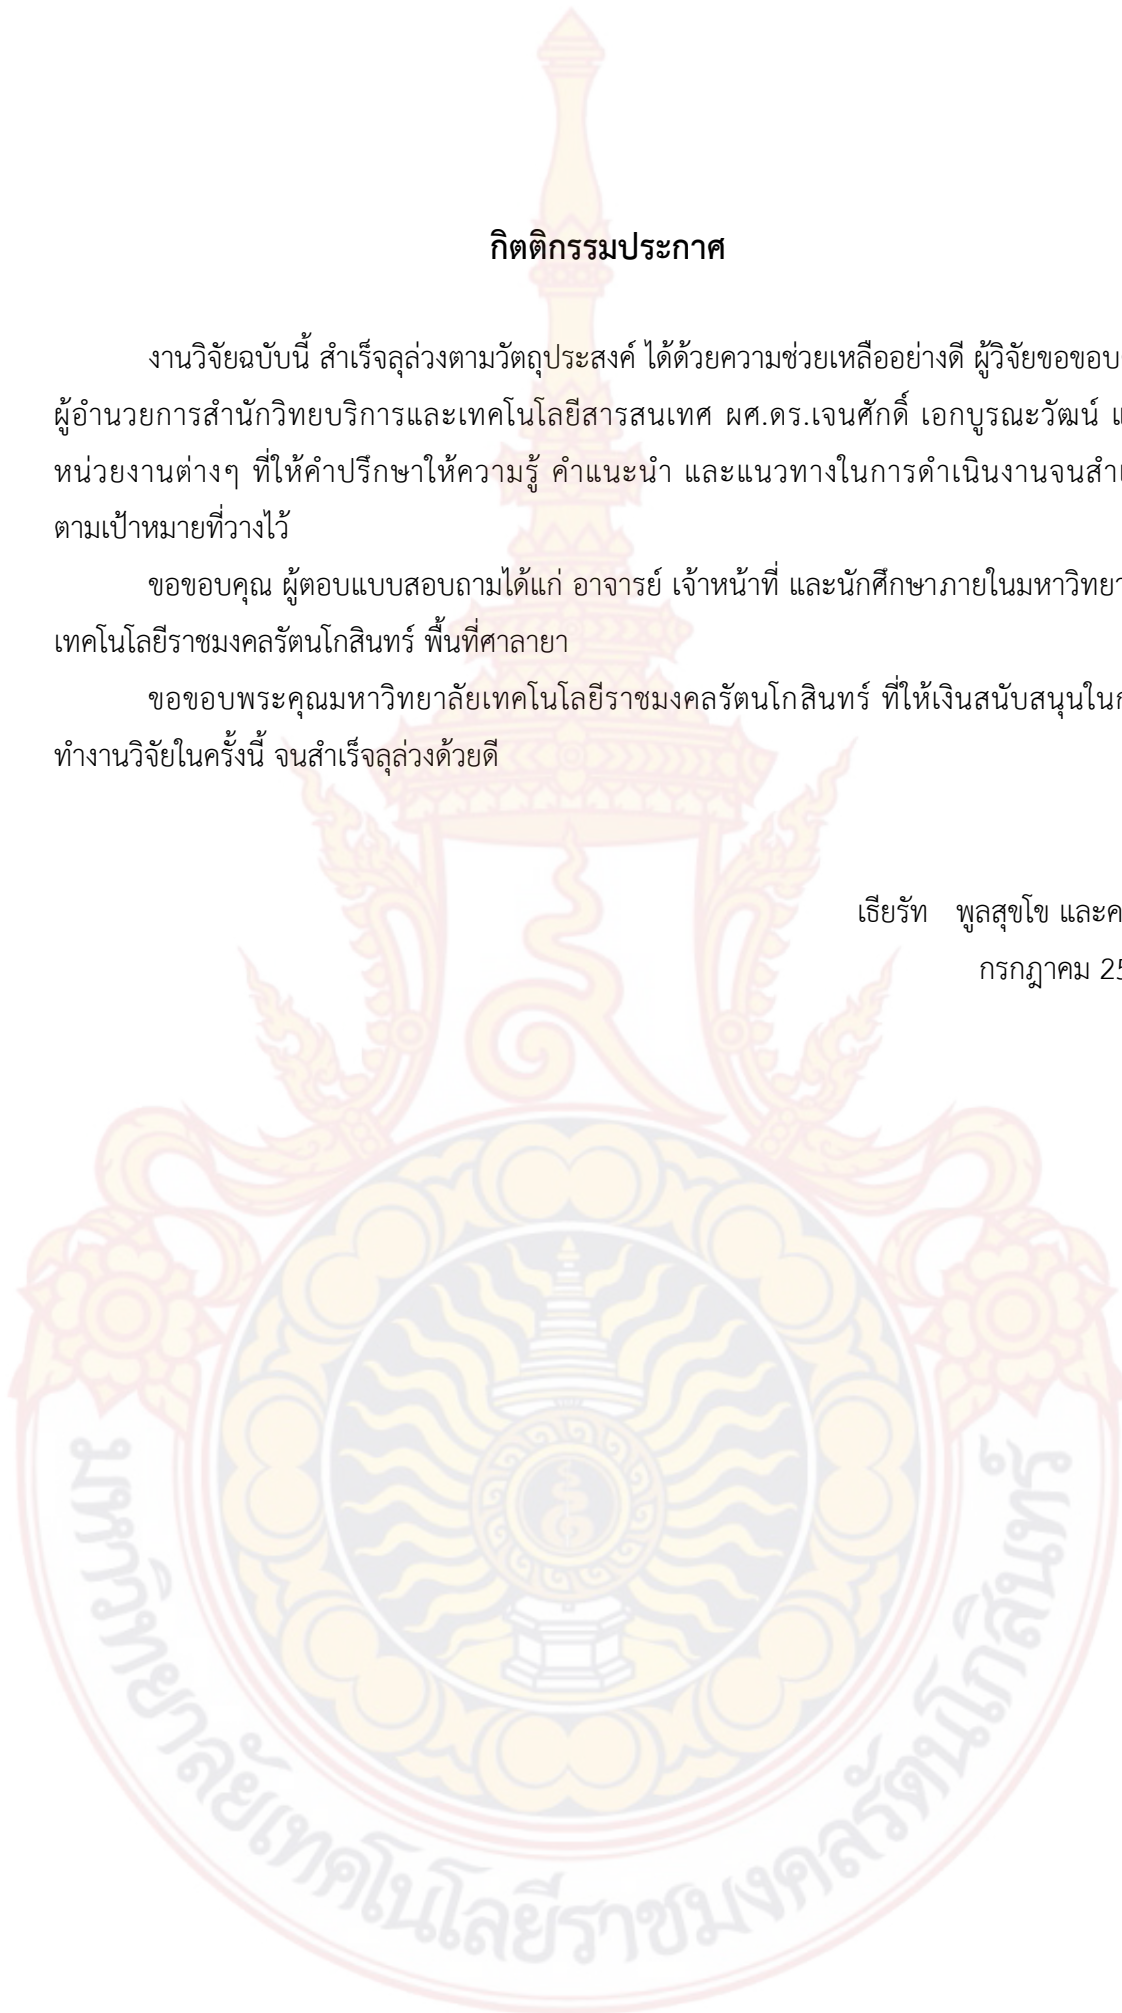 กิตติกรรมประกาศ
งานวิจัยฉบับนี้ สำเร็จลุล่วงตามวัตถุประสงค์ ได้ด้วยความช่วยเหลืออย่างดี ผู้วิจัยขอขอบ
ผู้อำนวยการสำนักวิทยบริการและเทคโนโลยีสารสนเทศ ผศ.ดร.เจนศักดิ์ เอกบูรณะวัฒน์
หน่วยงานต่างๆ ที่ให้คำปรึกษาให้ความรู้ คำแนะนำ และแนวทางในการดำเนินงานจนสำเ
ตามเป้าหมายที่วางไว้
ขอขอบคุณ ผู้ตอบแบบสอบถามได้แก่ อาจารย์ เจ้าหน้าที่ และนักศึกษาภายในมหาวิทยา
เทคโนโลยีราชมงคลรัตนโกสินทร์ พื้นที่ศาลายา
ขอขอบพระคุณมหาวิทยาลัยเทคโนโลยีราชมงคลรัตนโกสินทร์ ที่ให้เงินสนับสนุนในก
ทำงานวิจัยในครั้งนี้ จนสำเร็จลุล่วงด้วยดี
เธียรัท พูลสุขโข และค
กรกฎาคม 25
มหาวิทยาลัยเทคโนโลยีราชมงคลรัตนโกสินทร์